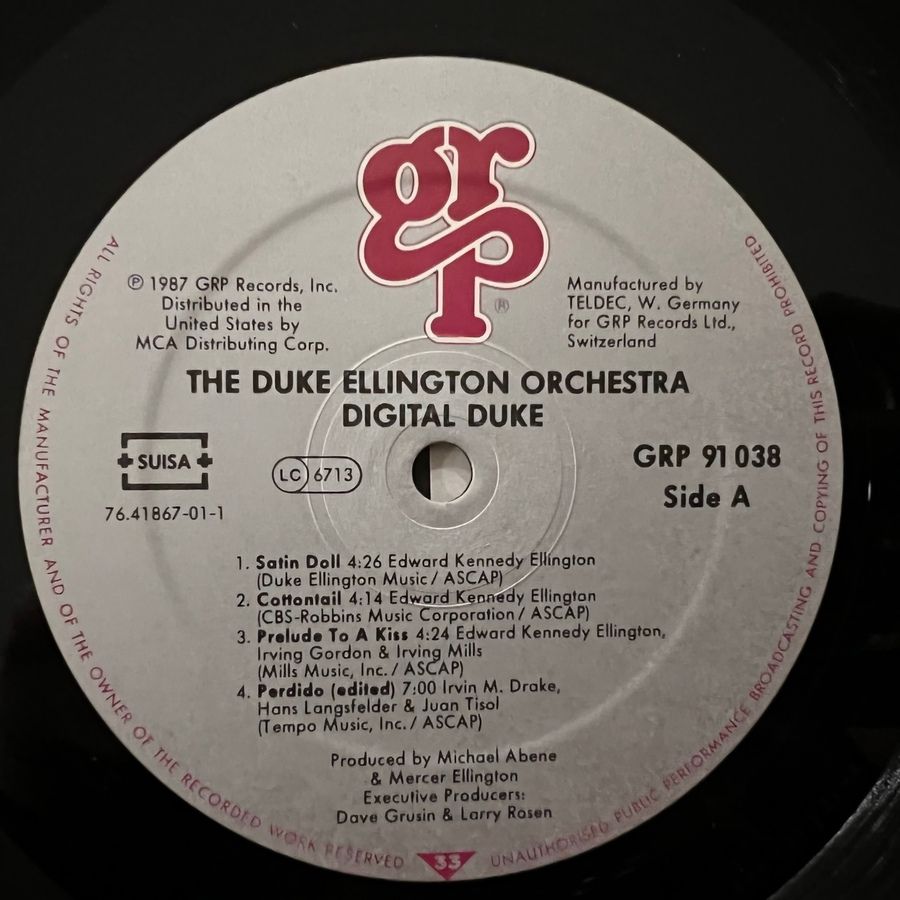 grp
®
℗ 1987 GRP Records, Inc.
Distributed in the
United States by
MCA Distributing Corp.
Manufactured by
TELDEC, W. Germany
for GRP Records Ltd.,
Switzerland
THE DUKE ELLINGTON ORCHESTRA
DIGITAL DUKE
SUISA
LC 6713
76.41867-01-1
GRP 91 038
Side A
1. Satin Doll 4:26 Edward Kennedy Ellington
(Duke Ellington Music / ASCAP)
2. Cottontail 4:14 Edward Kennedy Ellington
(CBS-Robbins Music Corporation / ASCAP)
3. Prelude To A Kiss 4:24 Edward Kennedy Ellington,
Irving Gordon & Irving Mills
(Mills Music, Inc. / ASCAP)
4. Perdido (edited) 7:00 Irvin M. Drake,
Hans Langsfelder & Juan Tisol
(Tempo Music, Inc. / ASCAP)
Produced by Michael Abene
& Mercer Ellington
Executive Producers:
Dave Grusin & Larry Rosen
ALL RIGHTS OF THE MANUFACTURER AND OF THE OWNER OF THE RECORDED WORK RESERVED
33
UNAUTHORISED PUBLIC PERFORMANCE BROADCASTING AND COPYING OF THIS RECORD PROHIBITED